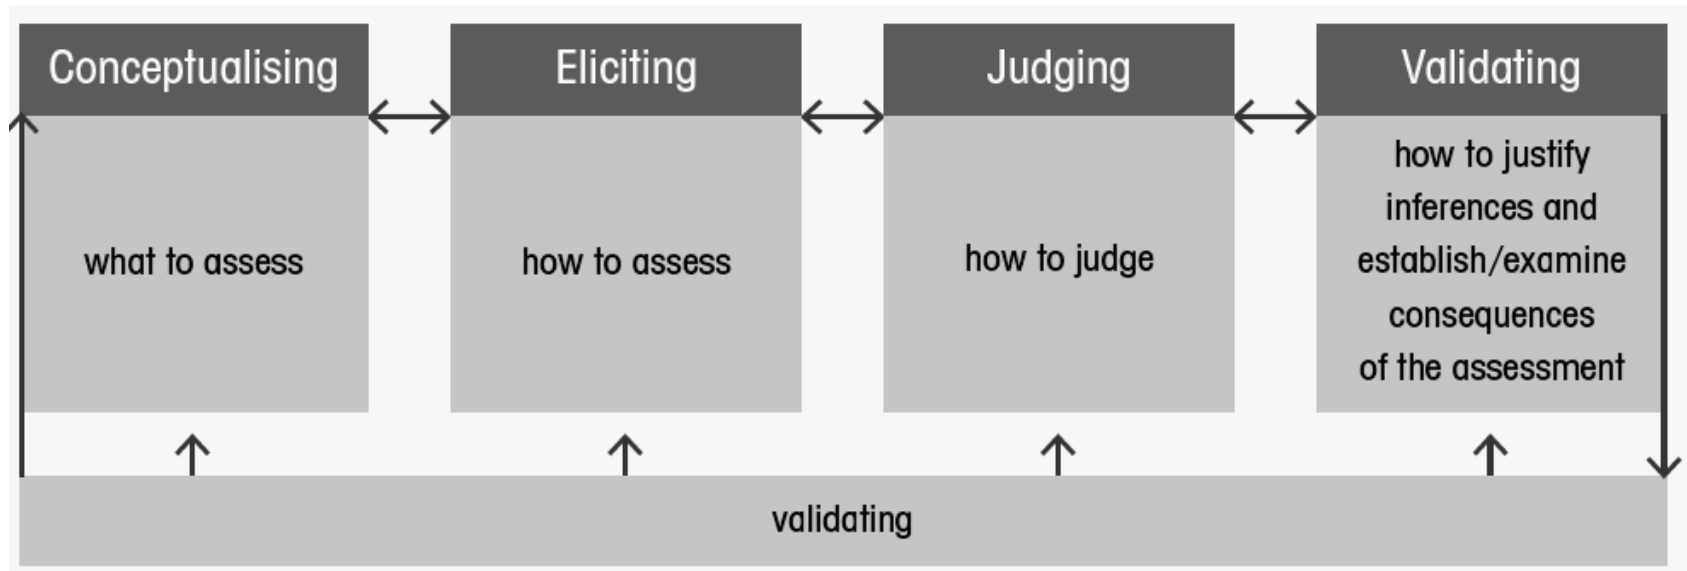 Conceptualising
Eliciting
Judging
Validating
what to assess
how to assess
how to judge
how to justify
inferences and
establish/examine
consequences
of the assessment
validating